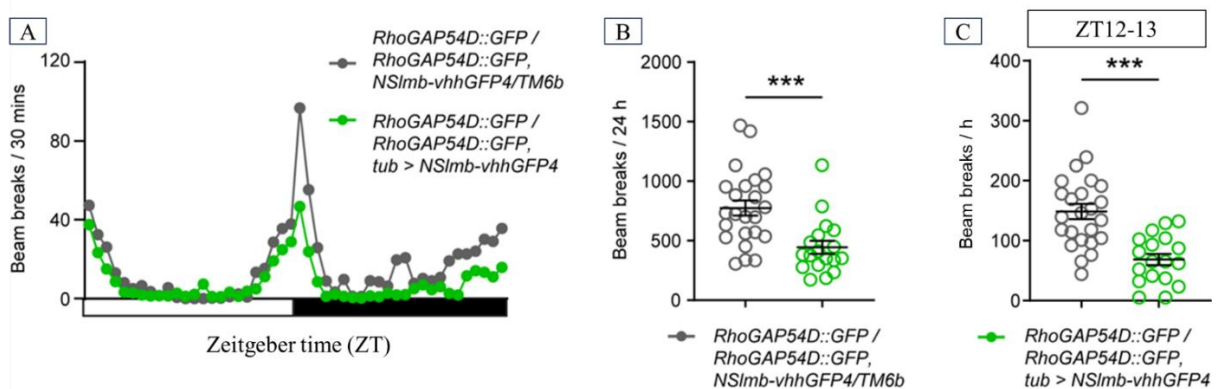 A
Beam breaks / 30 mins
120
80
40
0
Zeitgeber time (ZT)
RhoGAP54D::GFP /
RhoGAP54D::GFP,
NSlmb-vhhGFP4/TM6b
RhoGAP54D::GFP /
RhoGAP54D::GFP,
tub > NSlmb-vhhGFP4
B
Beam breaks / 24 h
2000
1500
1000
500
0
***
RhoGAP54D::GFP /
RhoGAP54D::GFP,
NSlmb-vhhGFP4/TM6b
C
ZT12-13
Beam breaks / h
400
300
200
100
0
***
RhoGAP54D::GFP /
RhoGAP54D::GFP,
tub > NSlmb-vhhGFP4